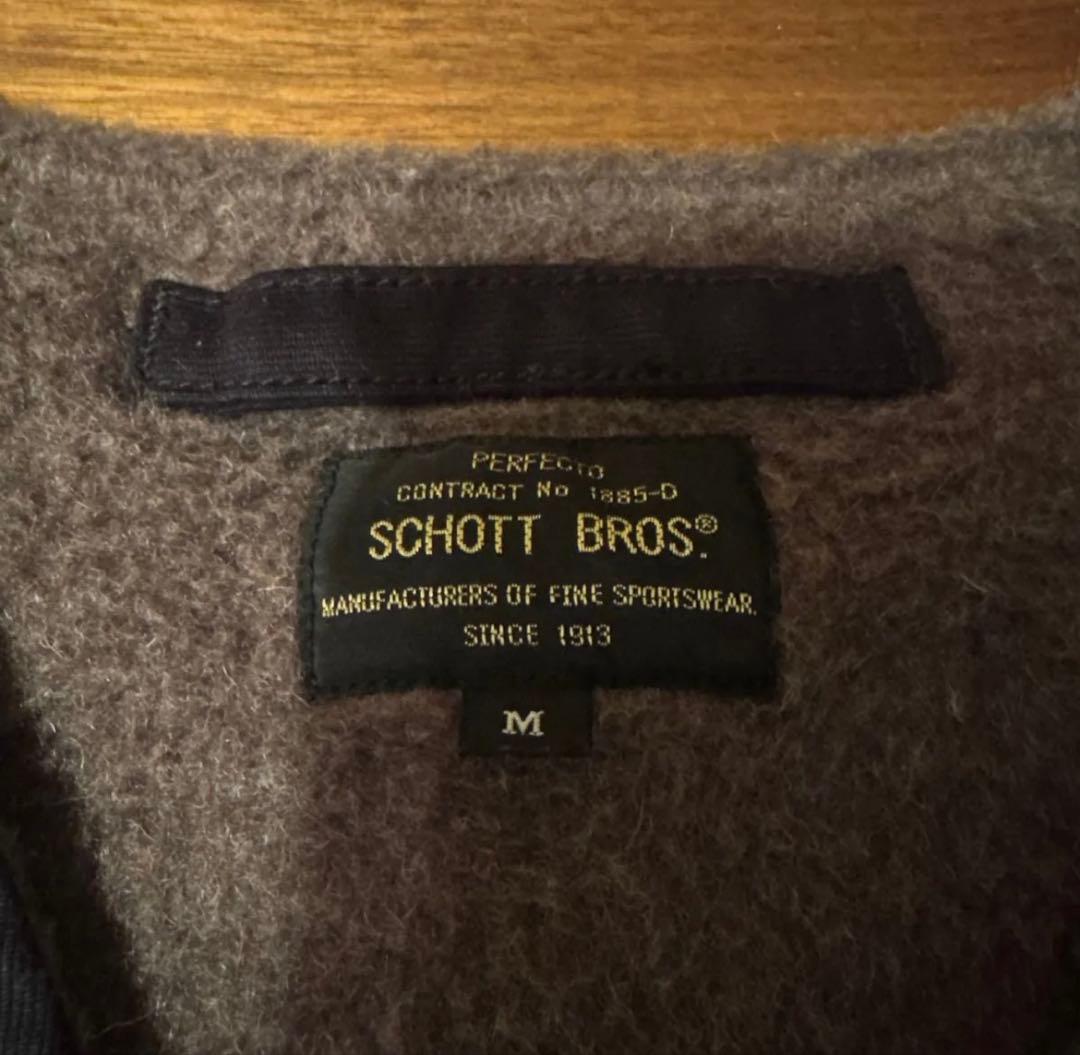 PERFECTO
CONTRACT No 1885-D
SCHOTT BROS.®
MANUFACTURERS OF FINE SPORTSWEAR.
SINCE 1913
M